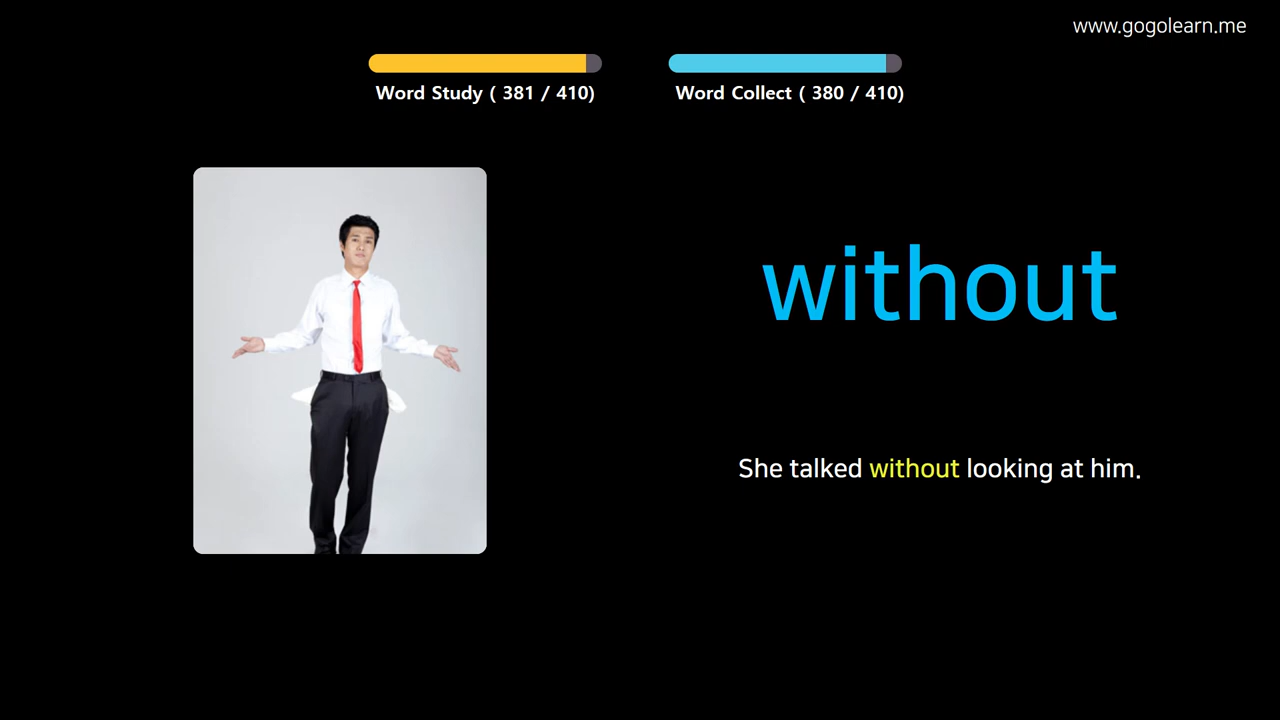 www.gogolearn.me
Word Study ( 381 / 410)
Word Collect ( 380 / 410)
without
She talked without looking at him.